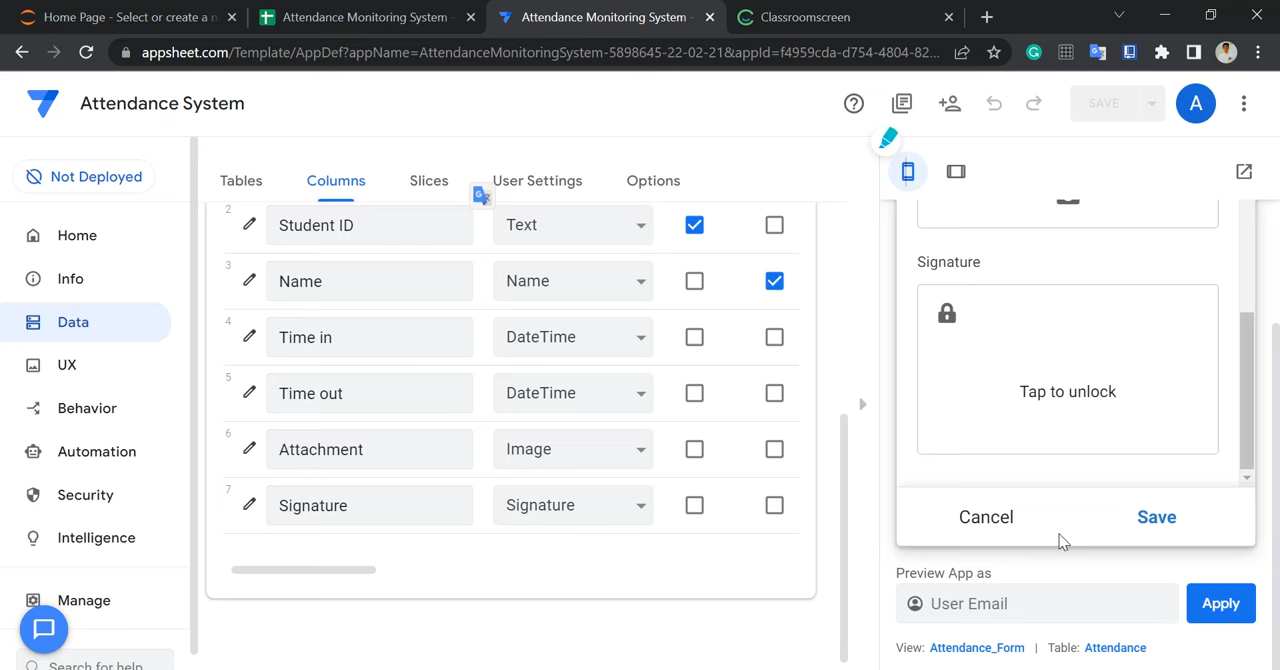 Home Page - Select or create a n
Attendance Monitoring System -
Attendance Monitoring System -
Classroomscreen
appsheet.com/Template/AppDef?appName=AttendanceMonitoringSystem-5898645-22-02-21&appId=f4959cda-d754-4804-82...
Attendance System
SAVE
A
Not Deployed
Tables
Columns
Slices
User Settings
Options
Home
Info
Data
UX
Behavior
Automation
Security
Intelligence
Manage
Search for help
2
Student ID
Text
3
Name
Name
4
Time in
DateTime
5
Time out
DateTime
6
Attachment
Image
7
Signature
Signature
Signature
Tap to unlock
Cancel
Save
Preview App as
User Email
Apply
View: Attendance_Form | Table: Attendance